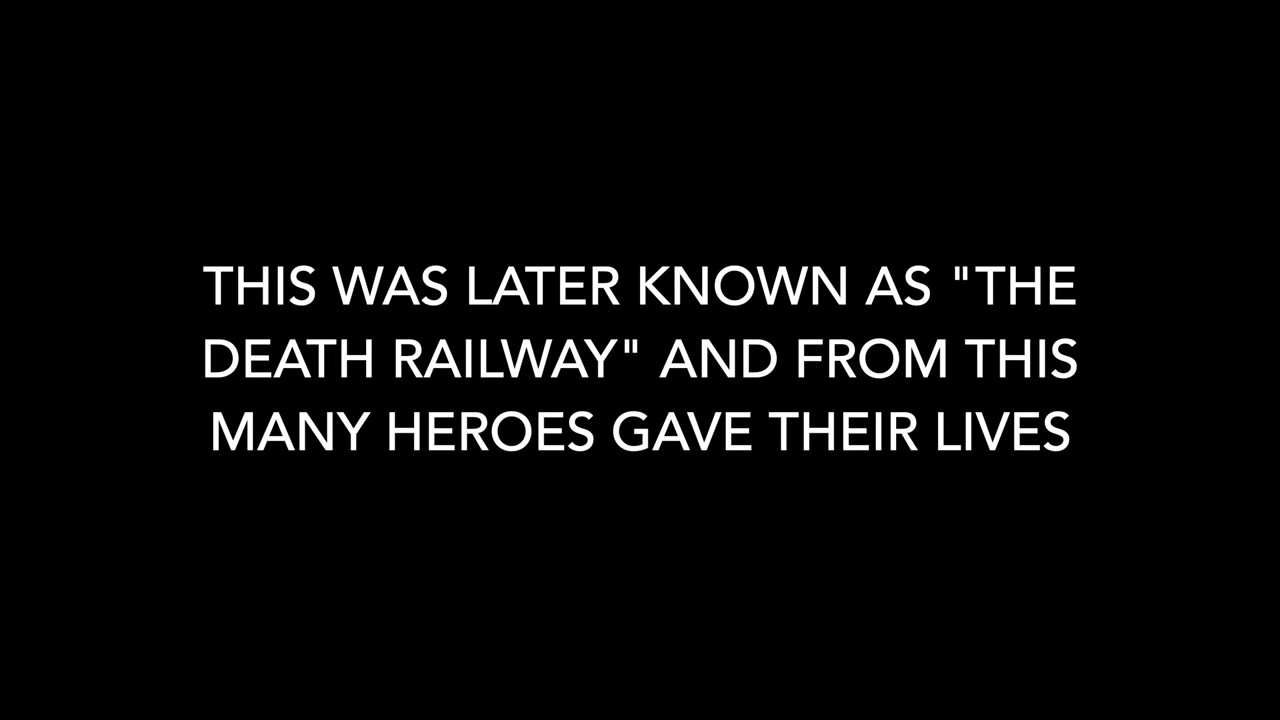 THIS WAS LATER KNOWN AS "THE
DEATH RAILWAY" AND FROM THIS
MANY HEROES GAVE THEIR LIVES